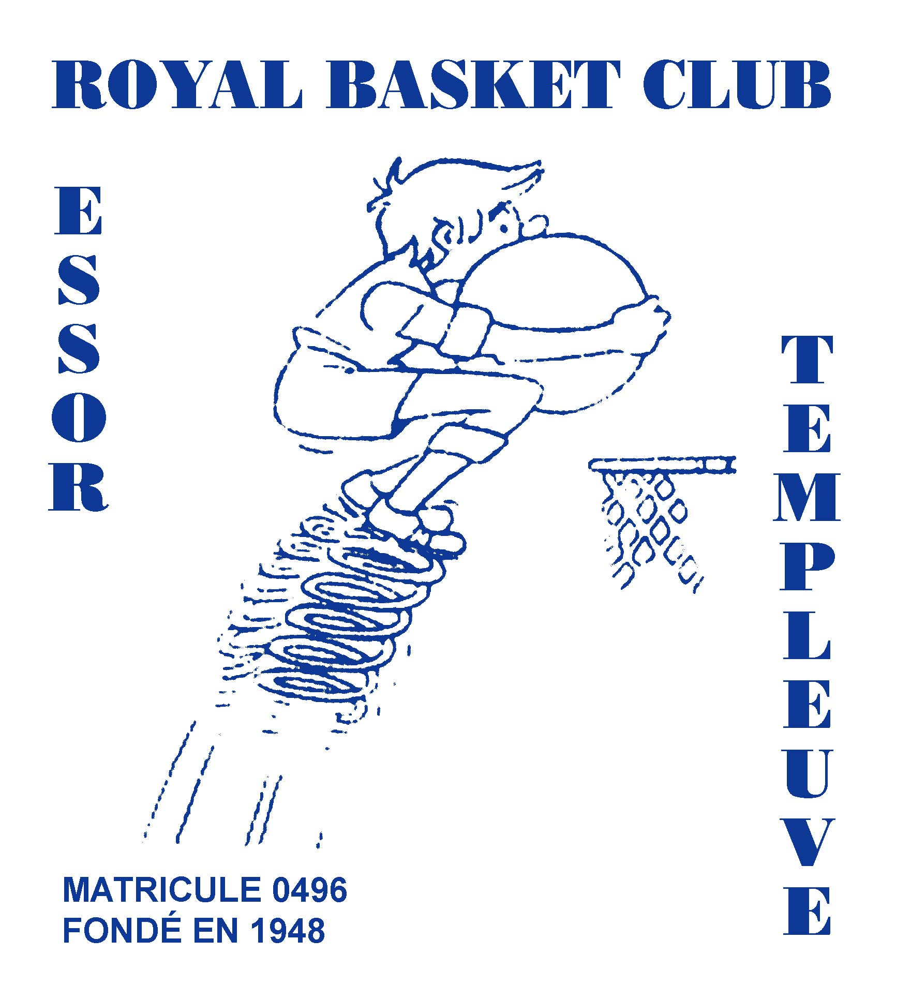 ROYAL BASKET CLUB
ESSOR
TEMPLEUVE
MATRICULE 0496
FONDÉ EN 1948